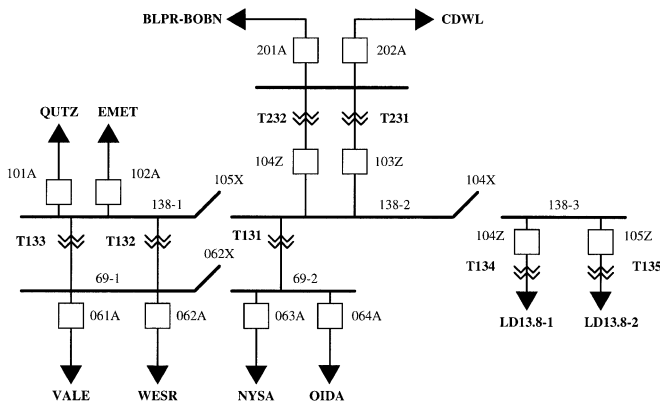 BLPR-BOBN
CDWL
201A
202A
QUTZ
EMET
T232
T231
101A
102A
105X
104Z
103Z
104X
138-1
138-2
138-3
T133
T132
062X
T131
104Z
105Z
69-1
69-2
T134
T135
061A
062A
063A
064A
LD13.8-1
LD13.8-2
VALE
WESR
NYSA
OIDA